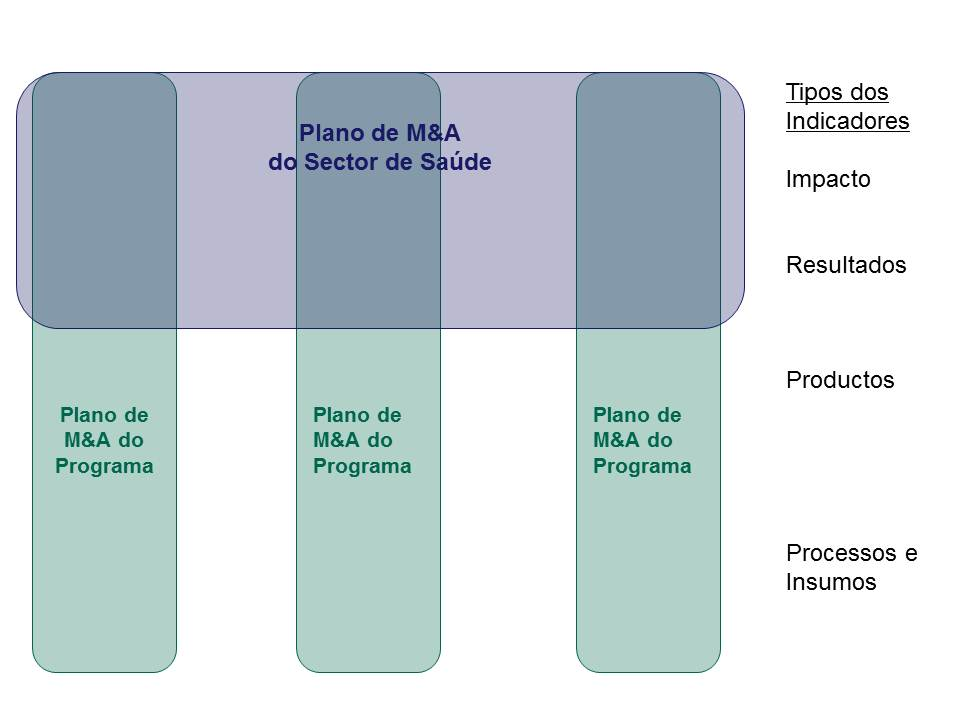 Plano de M&A
do Sector de Saúde
Tipos dos
Indicadores
Impacto
Resultados
Productos
Plano de
M&A do
Programa
Plano de
M&A do
Programa
Plano de
M&A do
Programa
Processos e
Insumos